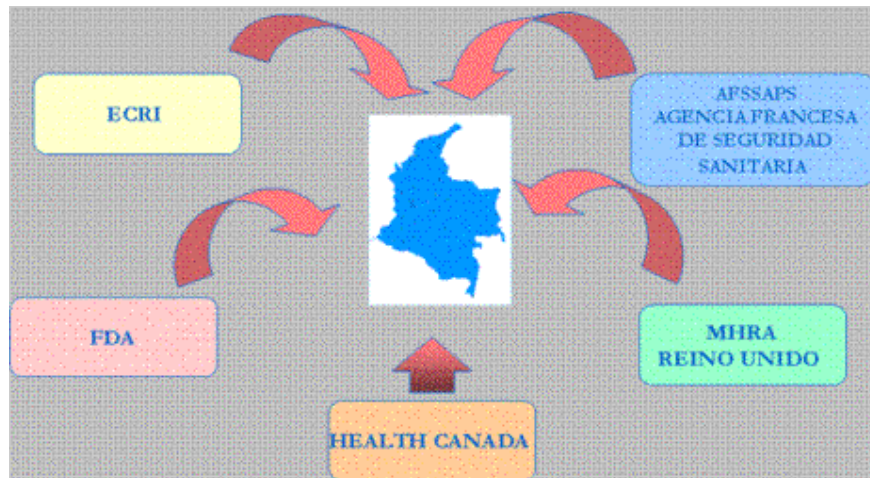 ECRI
AFSSAPS
AGENCIA FRANCESA
DE SEGURIDAD
SANITARIA
FDA
MHRA
REINO UNIDO
HEALTH CANADA